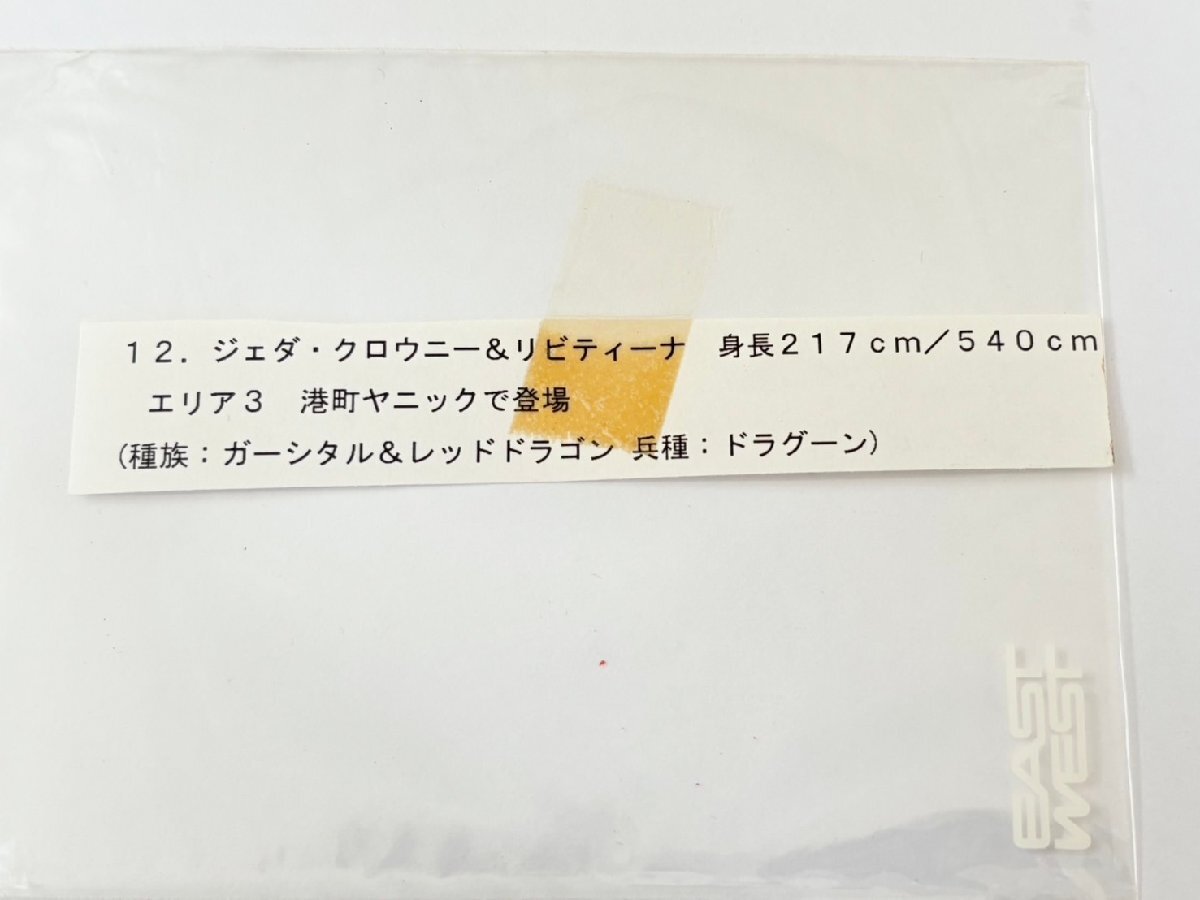 １２．ジェダ・クロウニー＆リビティーナ　身長２１７ｃｍ／５４０ｃｍ
エリア３　港町ヤニックで登場
（種族：ガーシタル＆レッドドラゴン 兵種：ドラグーン）
EAST
WEST